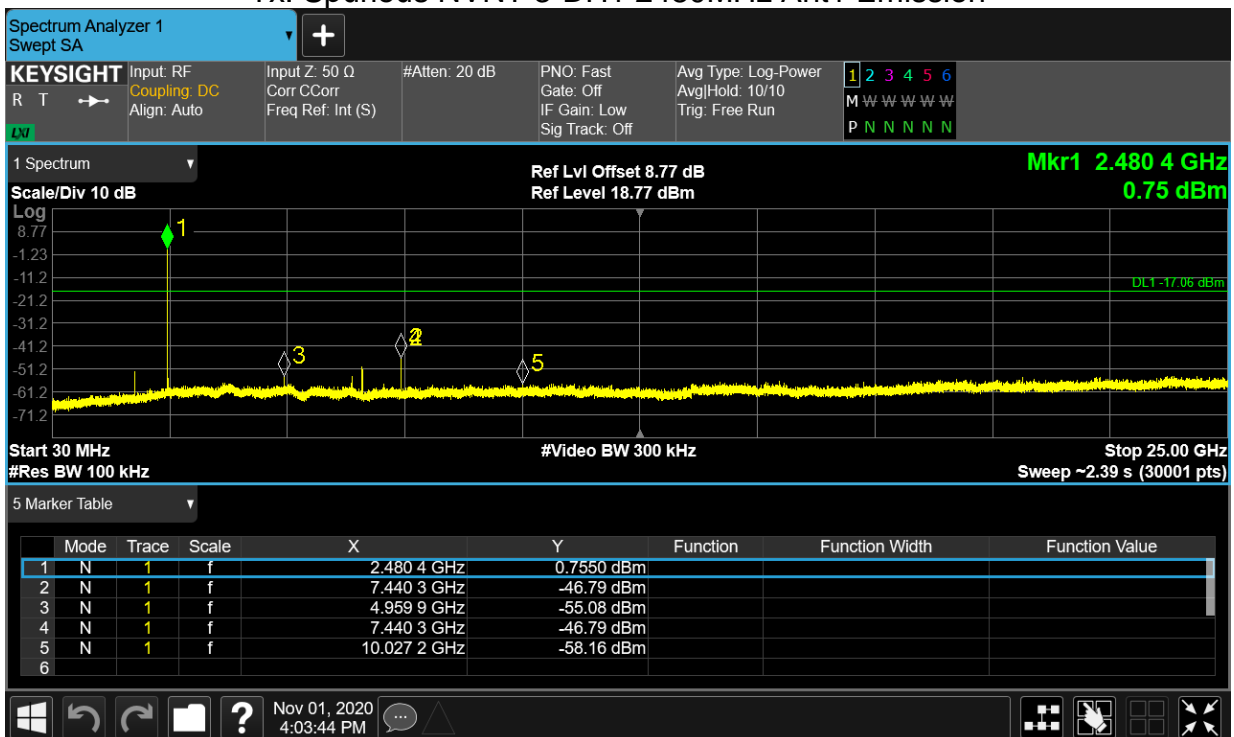 Tx. Spurious NVNT 3-DH1 2480MHz Ant1 Emission
Spectrum Analyzer 1
Swept SA
KEYSIGHT
R T
LXI
Input: RF
Coupling: DC
Align: Auto
Input Z: 50 Ω
Corr CCorr
Freq Ref: Int (S)
#Atten: 20 dB
PNO: Fast
Gate: Off
IF Gain: Low
Sig Track: Off
Avg Type: Log-Power
Avg|Hold: 10/10
Trig: Free Run
1 2 3 4 5 6
M W W W W W
P N N N N N
1 Spectrum
Scale/Div 10 dB
Ref Lvl Offset 8.77 dB
Ref Level 18.77 dBm
Mkr1 2.480 4 GHz
0.75 dBm
Log
8.77
-1.23
-11.2
-21.2
-31.2
-41.2
-51.2
-61.2
-71.2
1
DL1 -17.06 dBm
3
5
Start 30 MHz
#Res BW 100 kHz
#Video BW 300 kHz
Stop 25.00 GHz
Sweep ~2.39 s (30001 pts)
5 Marker Table
Mode Trace Scale X Y Function Function Width Function Value
1 N 1 f 2.480 4 GHz 0.7550 dBm
2 N 1 f 7.440 3 GHz -46.79 dBm
3 N 1 f 4.959 9 GHz -55.08 dBm
4 N 1 f 7.440 3 GHz -46.79 dBm
5 N 1 f 10.027 2 GHz -58.16 dBm
6
?
Nov 01, 2020
4:03:44 PM